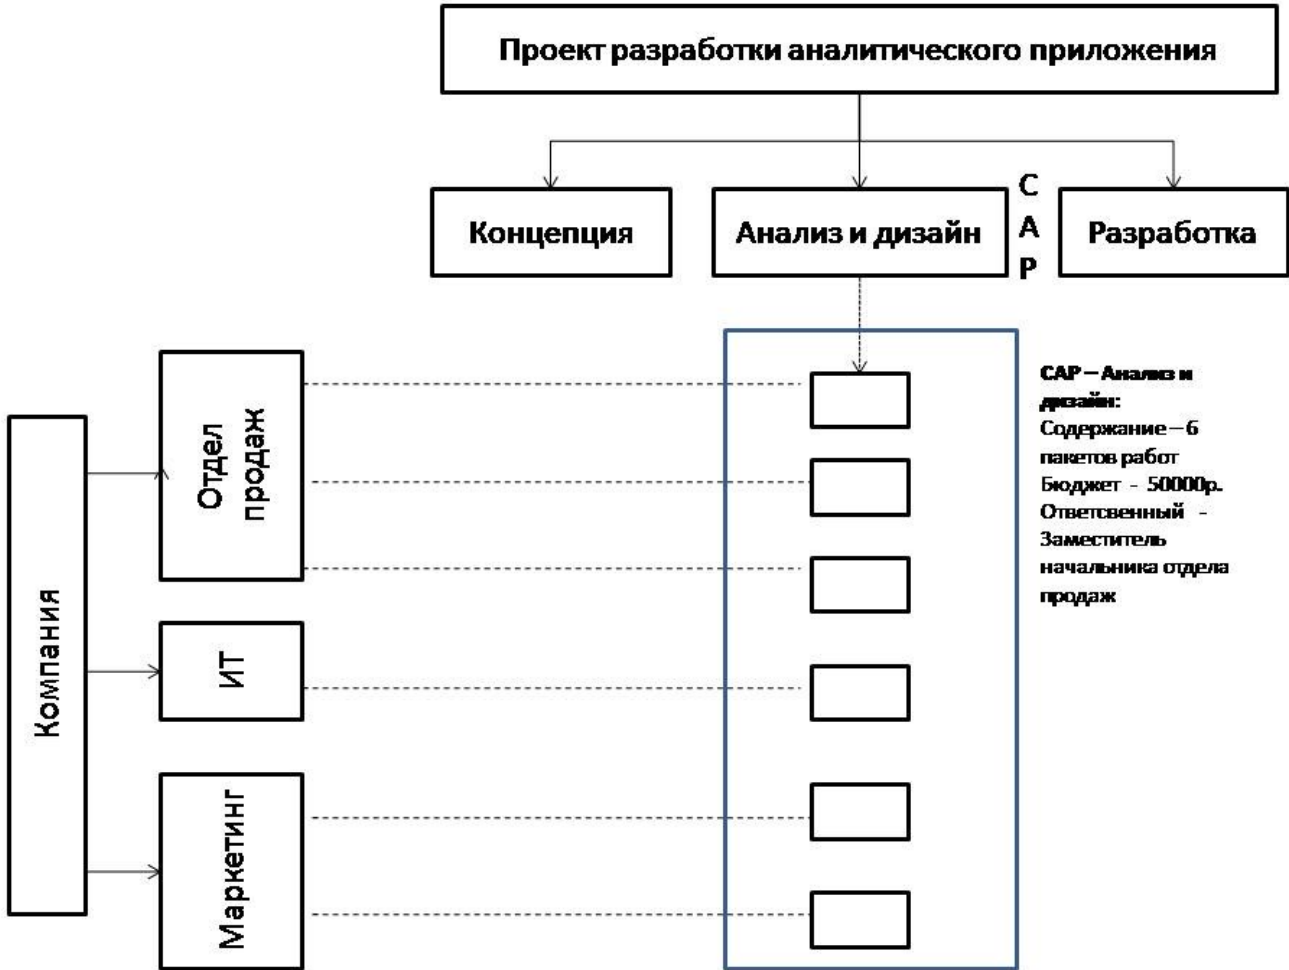 Проект разработки аналитического приложения
Концепция
Анализ и дизайн
С
А
Р
Разработка
Компания
Отдел
продаж
ИТ
Маркетинг
САР – Анализ и
дизайн:
Содержание – 6
пакетов работ
Бюджет - 50000р.
Ответсвенный -
Заместитель
начальника отдела
продаж